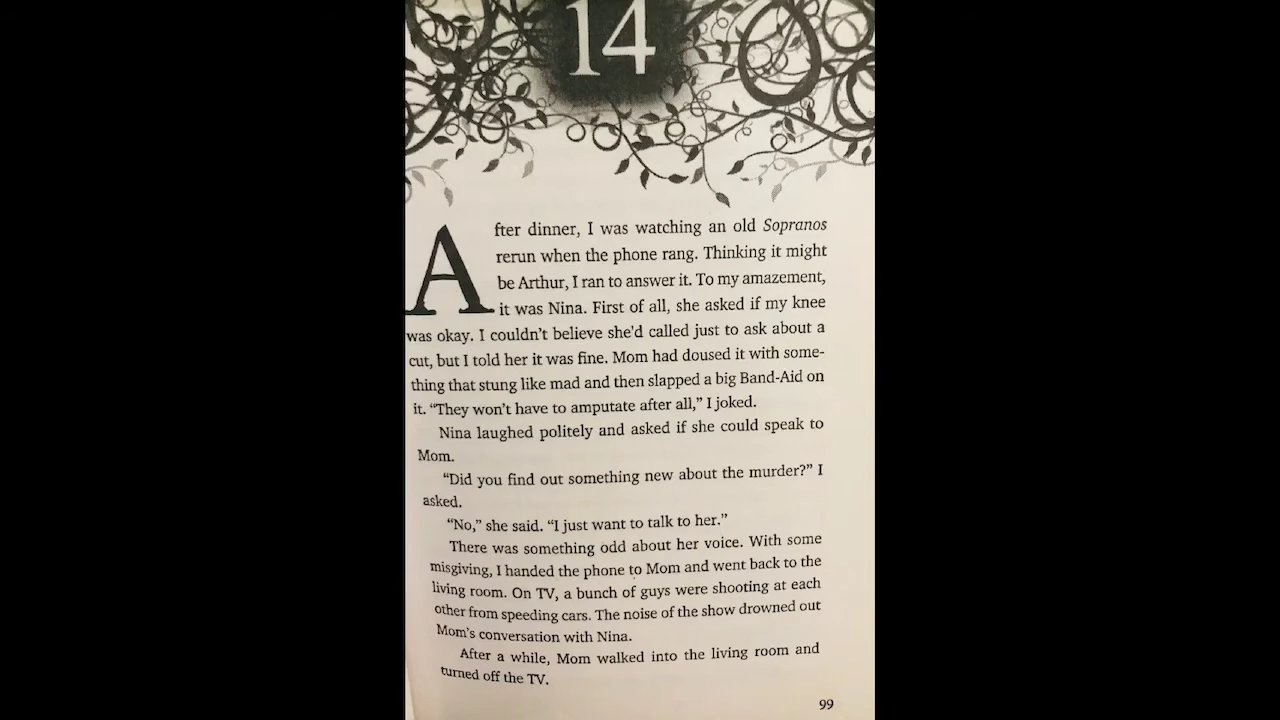 14
After dinner, I was watching an old Sopranos
rerun when the phone rang. Thinking it might
be Arthur, I ran to answer it. To my amazement,
it was Nina. First of all, she asked if my knee
was okay. I couldn’t believe she’d called just to ask about a
cut, but I told her it was fine. Mom had doused it with some-
thing that stung like mad and then slapped a big Band-Aid on
it. “They won’t have to amputate after all,” I joked.
Nina laughed politely and asked if she could speak to
Mom.
“Did you find out something new about the murder?” I
asked.
“No,” she said. “I just want to talk to her.”
There was something odd about her voice. With some
misgiving, I handed the phone to Mom and went back to the
living room. On TV, a bunch of guys were shooting at each
other from speeding cars. The noise of the show drowned out
Mom’s conversation with Nina.
After a while, Mom walked into the living room and
turned off the TV.
99